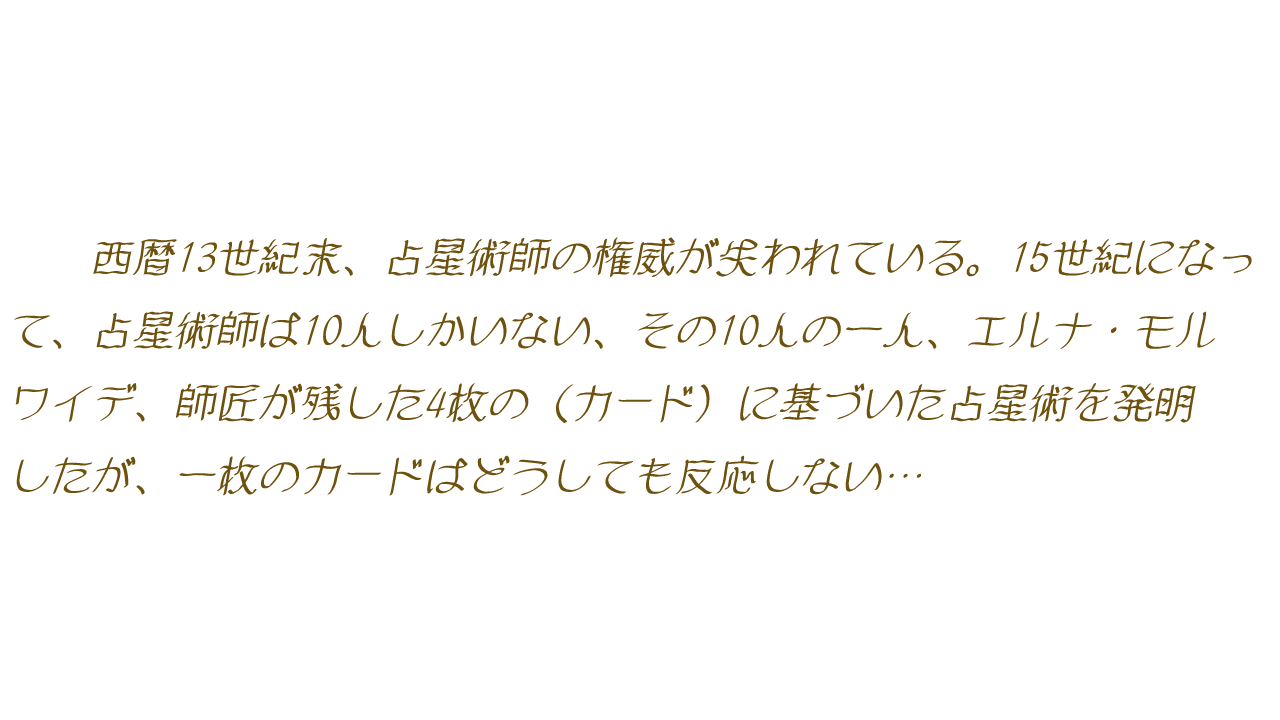 西暦13世紀末、占星術師の権威が失われている。15世紀になっ
て、占星術師は10人しかいない、その10人の一人、エルナ・モル
ワイデ、師匠が残した4枚の（カード）に基づいた占星術を発明
したが、一枚のカードはどうしても反応しない…